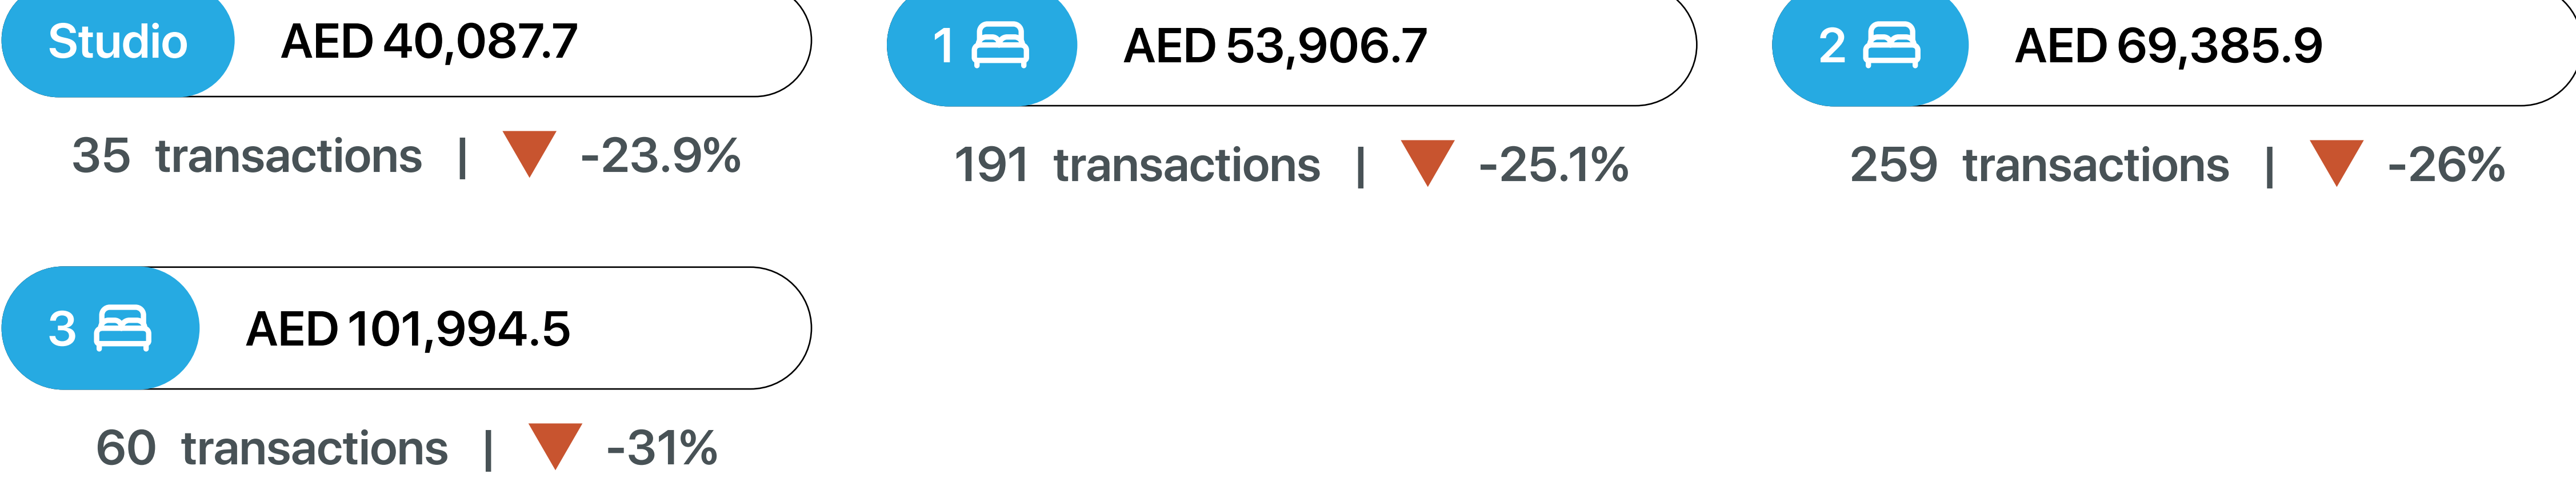 Studio AED 40,087.7
35 transactions | -23.9%
1 AED 53,906.7
191 transactions | -25.1%
2 AED 69,385.9
259 transactions | -26%
3 AED 101,994.5
60 transactions | -31%